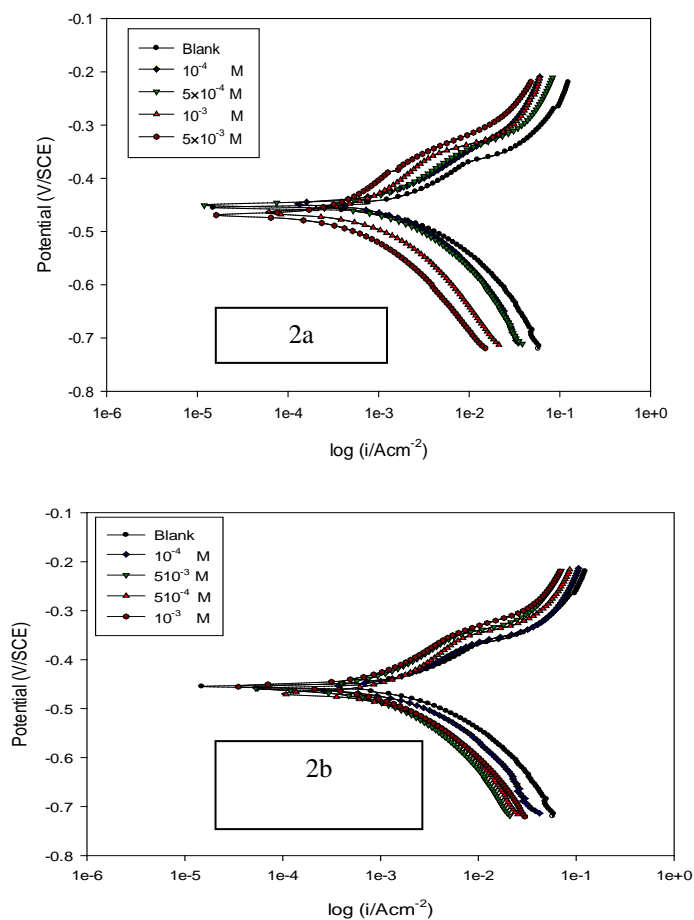 -0.1
-0.2
-0.3
-0.4
-0.5
-0.6
-0.7
-0.8
Potential (V/SCE)
Blank
10⁻⁴ M
5×10⁻⁴ M
10⁻³ M
5×10⁻³ M
2a
1e-6 1e-5 1e-4 1e-3 1e-2 1e-1 1e+0
log (i/Acm⁻²)
-0.1
-0.2
-0.3
-0.4
-0.5
-0.6
-0.7
-0.8
Potential (V/SCE)
Blank
10⁻⁴ M
510⁻³ M
510⁻⁴ M
10⁻³ M
2b
1e-6 1e-5 1e-4 1e-3 1e-2 1e-1 1e+0
log (i/Acm⁻²)